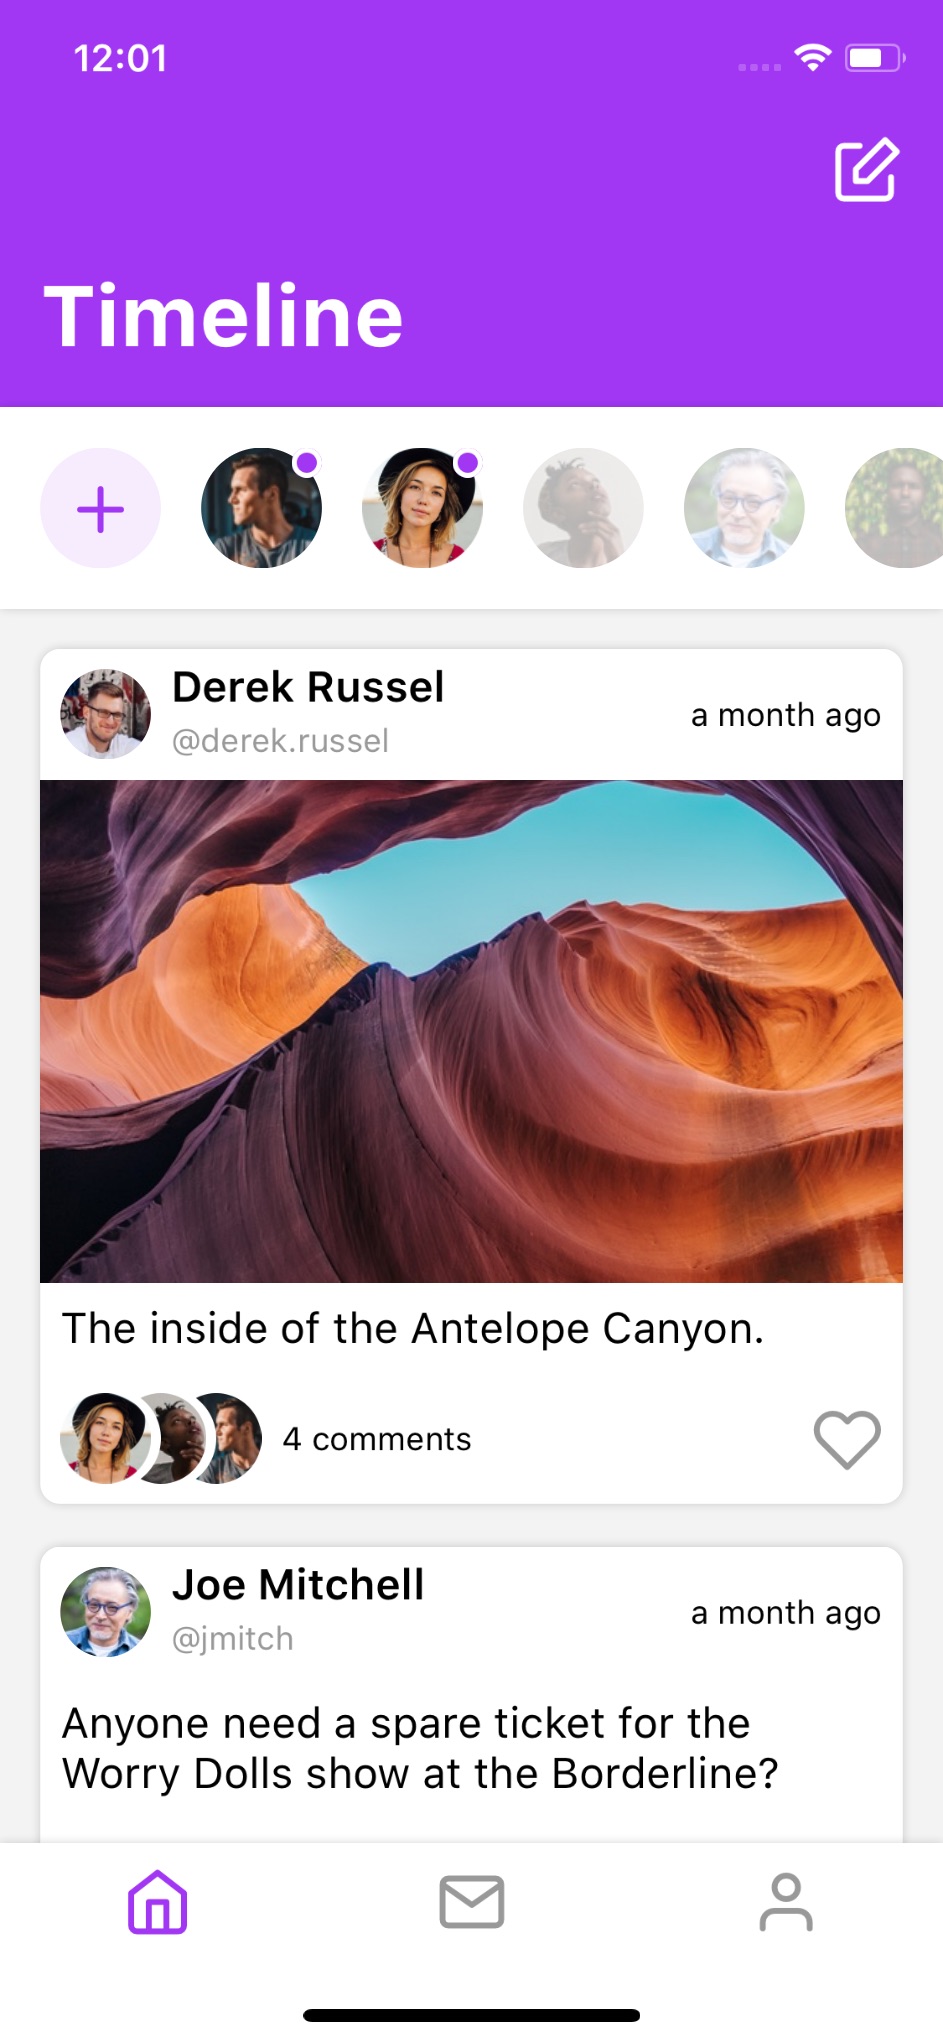 12:01
Timeline
Derek Russel
@derek.russel
a month ago
The inside of the Antelope Canyon.
4 comments
Joe Mitchell
@jmitch
a month ago
Anyone need a spare ticket for the
Worry Dolls show at the Borderline?